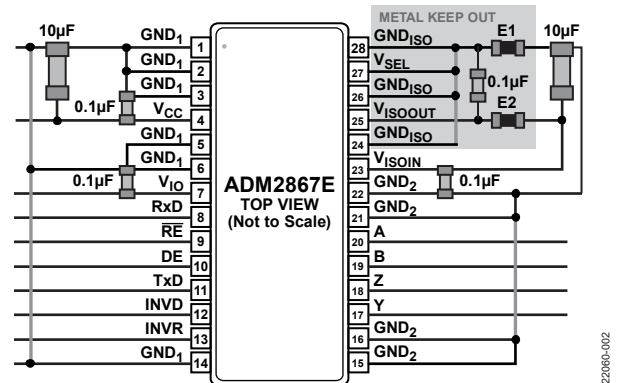 METAL KEEP OUT
10µF
GND1
1
28
GNDISO
E1
10µF
GND1
2
27
VSEL
GND1
3
26
GNDISO
0.1µF
0.1µF
VCC
4
25
VISOOUT
E2
GND1
5
24
GNDISO
GND1
6
23
VISOIN
0.1µF
VIO
7
ADM2867E
TOP VIEW
(Not to Scale)
22
GND2
0.1µF
RxD
8
21
GND2
RE
9
20
A
DE
10
19
B
TxD
11
18
Z
INVD
12
17
Y
INVR
13
16
GND2
GND1
14
15
GND2
22060-002